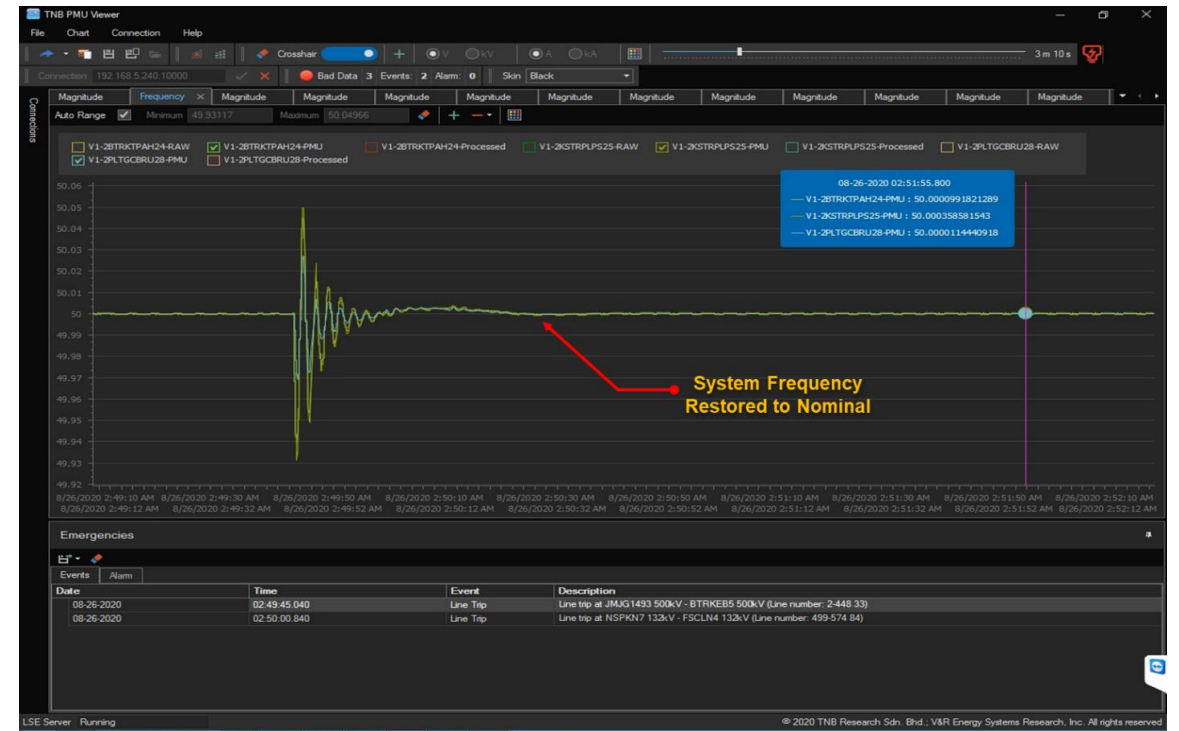 TNB PMU Viewer
File Chart Connection Help
Crosshair V kV A kA 3 m 10 s
Connection 192.168.5.240:10000 Bad Data 3 Events: 2 Alarm: 0 Skin Black
Connections
Magnitude Frequency Magnitude Magnitude Magnitude Magnitude Magnitude Magnitude Magnitude Magnitude Magnitude Magnitude Magnitude
Auto Range Minimum 49.93117 Maximum 50.04966
V1-2BTRKTPAH24-RAW V1-2BTRKTPAH24-PMU V1-2BTRKTPAH24-Processed V1-2KSTRPLPS25-RAW V1-2KSTRPLPS25-PMU V1-2KSTRPLPS25-Processed V1-2PLTGCBRU28-RAW
V1-2PLTGCBRU28-PMU V1-2PLTGCBRU28-Processed
08-26-2020 02:51:55.800
V1-2BTRKTPAH24-PMU : 50.0000991821289
V1-2KSTRPLPS25-PMU : 50.000358581543
V1-2PLTGCBRU28-PMU : 50.0000114440918
50.06
50.05
50.04
50.03
50.02
50.01
50
49.99
49.98
49.97
49.96
49.95
49.94
49.93
49.92
System Frequency
Restored to Nominal
8/26/2020 2:49:10 AM 8/26/2020 2:49:30 AM 8/26/2020 2:49:50 AM 8/26/2020 2:50:10 AM 8/26/2020 2:50:30 AM 8/26/2020 2:50:50 AM 8/26/2020 2:51:10 AM 8/26/2020 2:51:30 AM 8/26/2020 2:51:50 AM 8/26/2020 2:52:10 AM
8/26/2020 2:49:12 AM 8/26/2020 2:49:32 AM 8/26/2020 2:49:52 AM 8/26/2020 2:50:12 AM 8/26/2020 2:50:32 AM 8/26/2020 2:50:52 AM 8/26/2020 2:51:12 AM 8/26/2020 2:51:32 AM 8/26/2020 2:51:52 AM 8/26/2020 2:52:12 AM
Emergencies
Events Alarm
Date Time Event Description
08-26-2020 02:49:45.040 Line Trip Line trip at JMJG1493 500kV - BTRKEB5 500kV (Line number: 2-448 33)
08-26-2020 02:50:00.840 Line Trip Line trip at NSPKN7 132kV - FSCLN4 132kV (Line number: 499-574 84)
LSE Server Running © 2020 TNB Research Sdn. Bhd.; V&R Energy Systems Research, Inc. All rights reserved